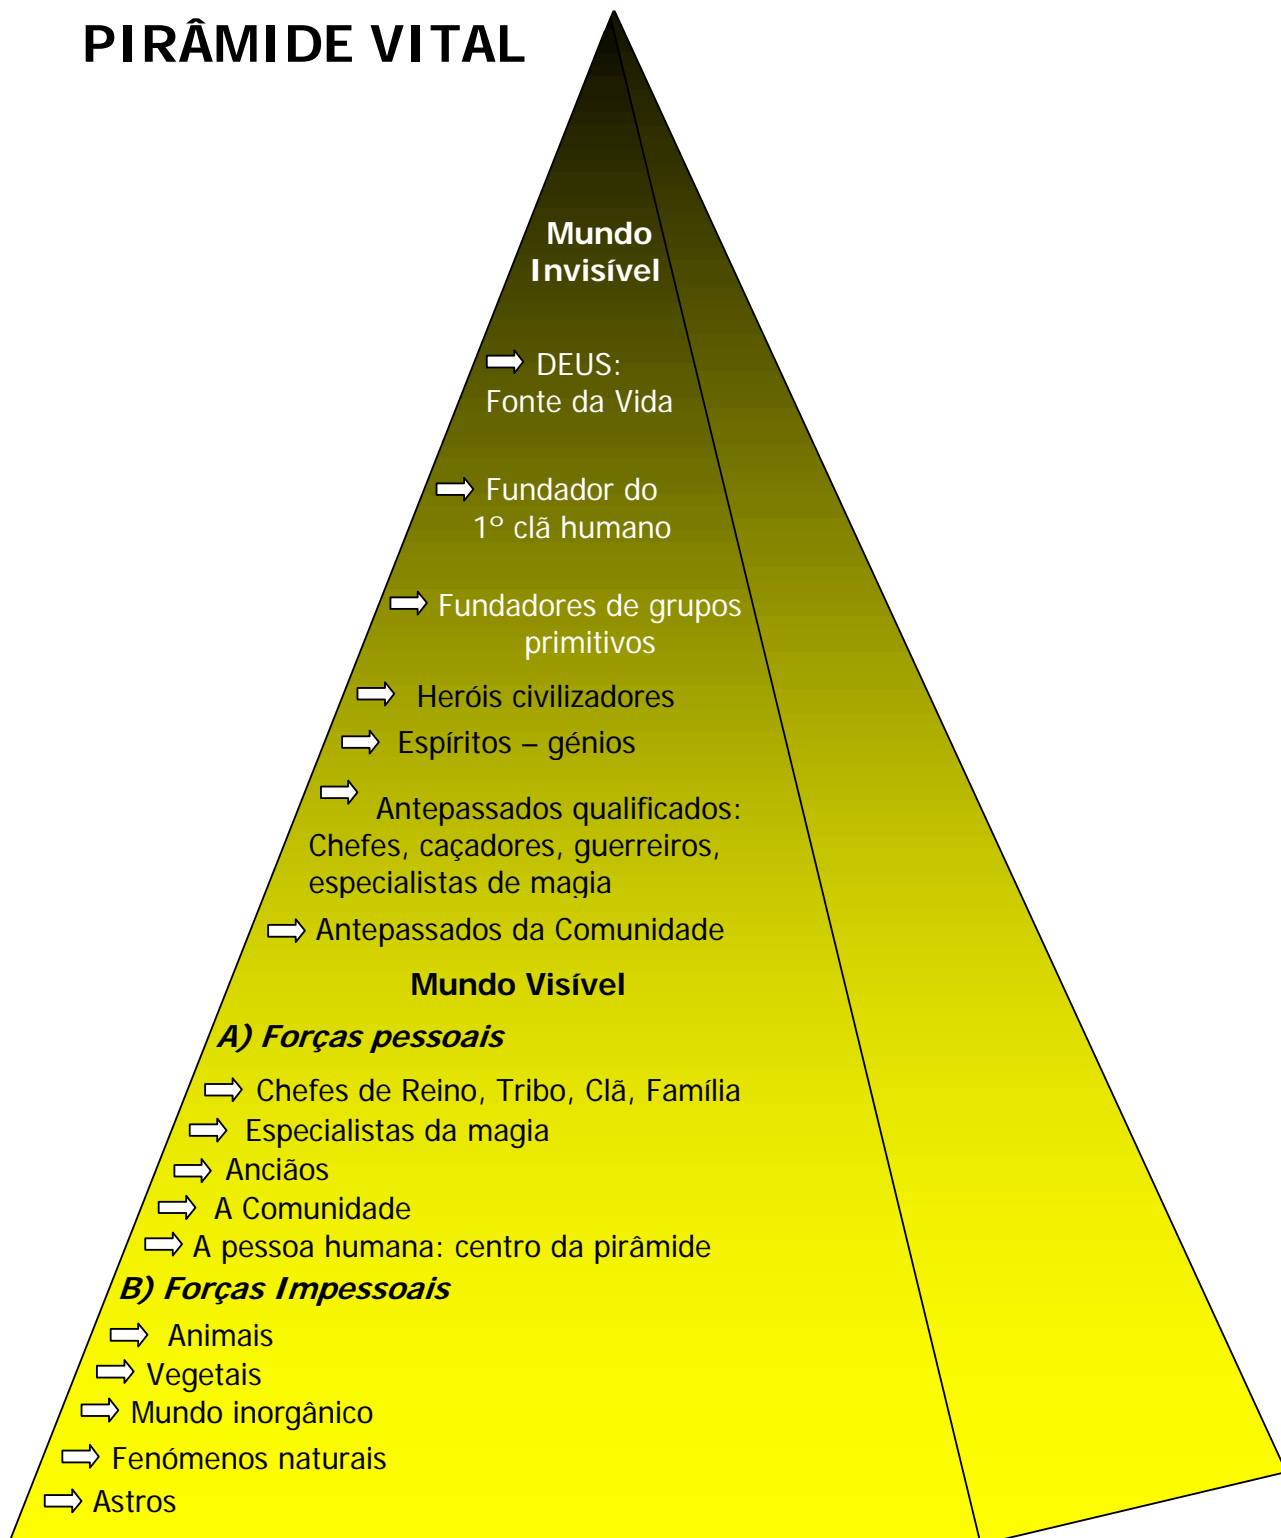 PIRÂMIDE VITAL
Mundo
Invisível
DEUS:
Fonte da Vida
Fundador do
1º clã humano
Fundadores de grupos
primitivos
Heróis civilizadores
Espíritos – génios
Antepassados qualificados:
Chefes, caçadores, guerreiros,
especialistas de magia
Antepassados da Comunidade
Mundo Visível
A) Forças pessoais
Chefes de Reino, Tribo, Clã, Família
Especialistas da magia
Anciãos
A Comunidade
A pessoa humana: centro da pirâmide
B) Forças Impessoais
Animais
Vegetais
Mundo inorgânico
Fenómenos naturais
Astros